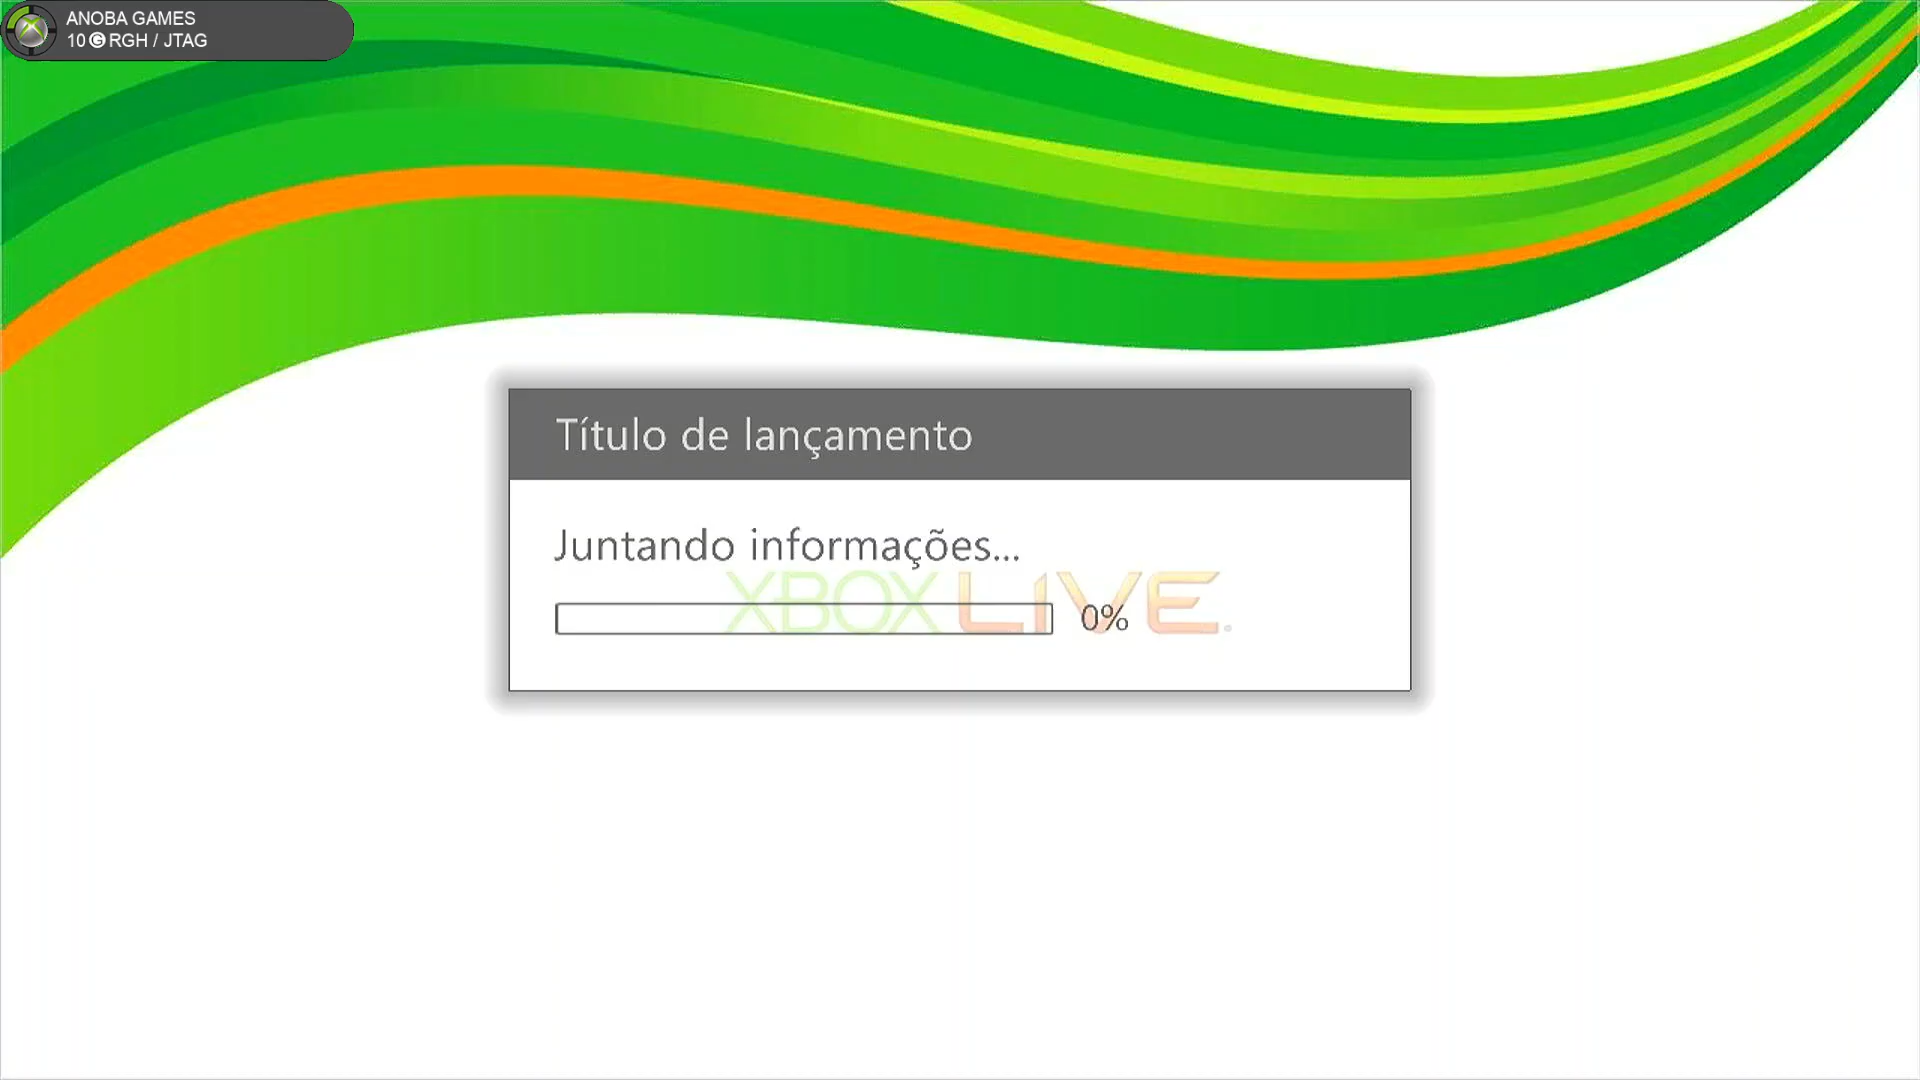 ANOBA GAMES
10 G RGH / JTAG
Título de lançamento
Juntando informações...
XBOX LIVE
0%